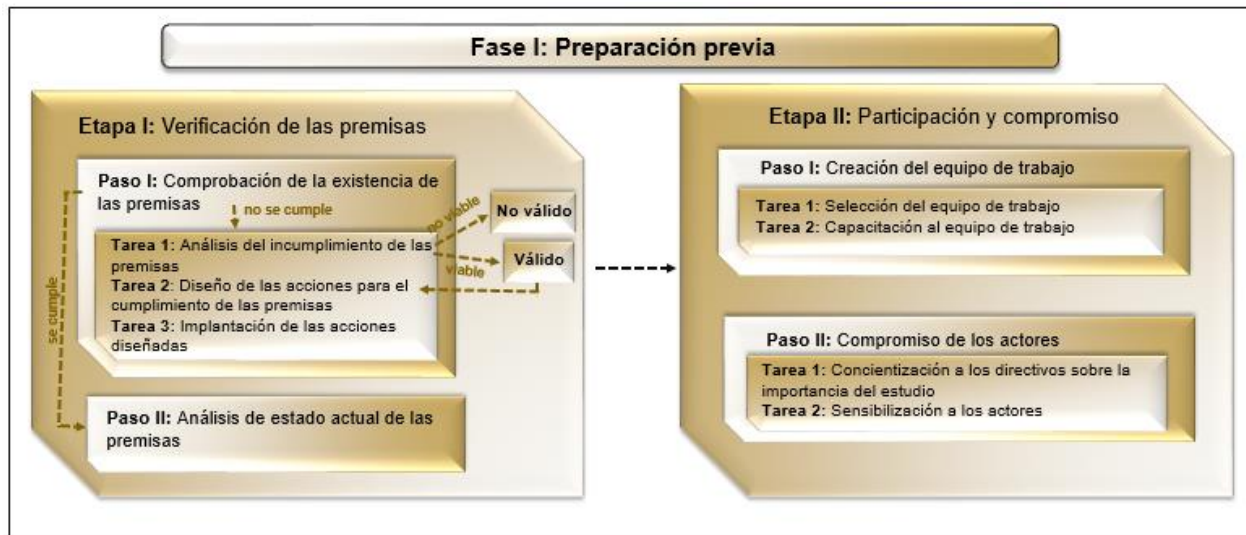 Fase I: Preparación previa
Etapa I: Verificación de las premisas
Paso I: Comprobación de la existencia de
las premisas
no se cumple
Tarea 1: Análisis del incumplimiento de las
premisas
Tarea 2: Diseño de las acciones para el
cumplimiento de las premisas
Tarea 3: Implantación de las acciones
diseñadas
no viable
No válido
viable
Válido
se cumple
Paso II: Análisis de estado actual de las
premisas
Etapa II: Participación y compromiso
Paso I: Creación del equipo de trabajo
Tarea 1: Selección del equipo de trabajo
Tarea 2: Capacitación al equipo de trabajo
Paso II: Compromiso de los actores
Tarea 1: Concientización a los directivos sobre la
importancia del estudio
Tarea 2: Sensibilización a los actores